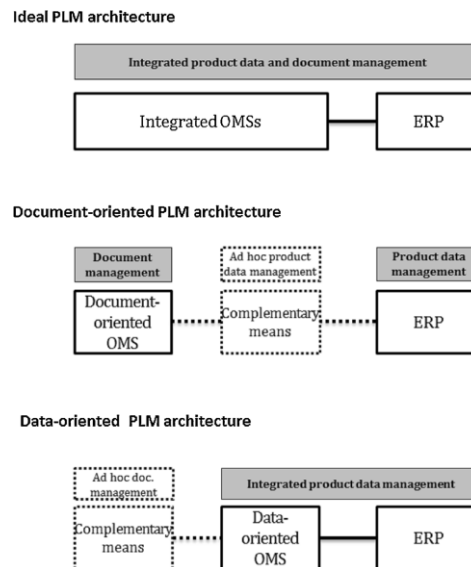 Ideal PLM architecture
Integrated product data and document management
Integrated OMSs
ERP
Document-oriented PLM architecture
Document
management
Ad hoc product
data management
Product data
management
Document-
oriented
OMS
Complementary
means
ERP
Data-oriented PLM architecture
Ad hoc doc.
management
Integrated product data management
Complementary
means
Data-
oriented
OMS
ERP